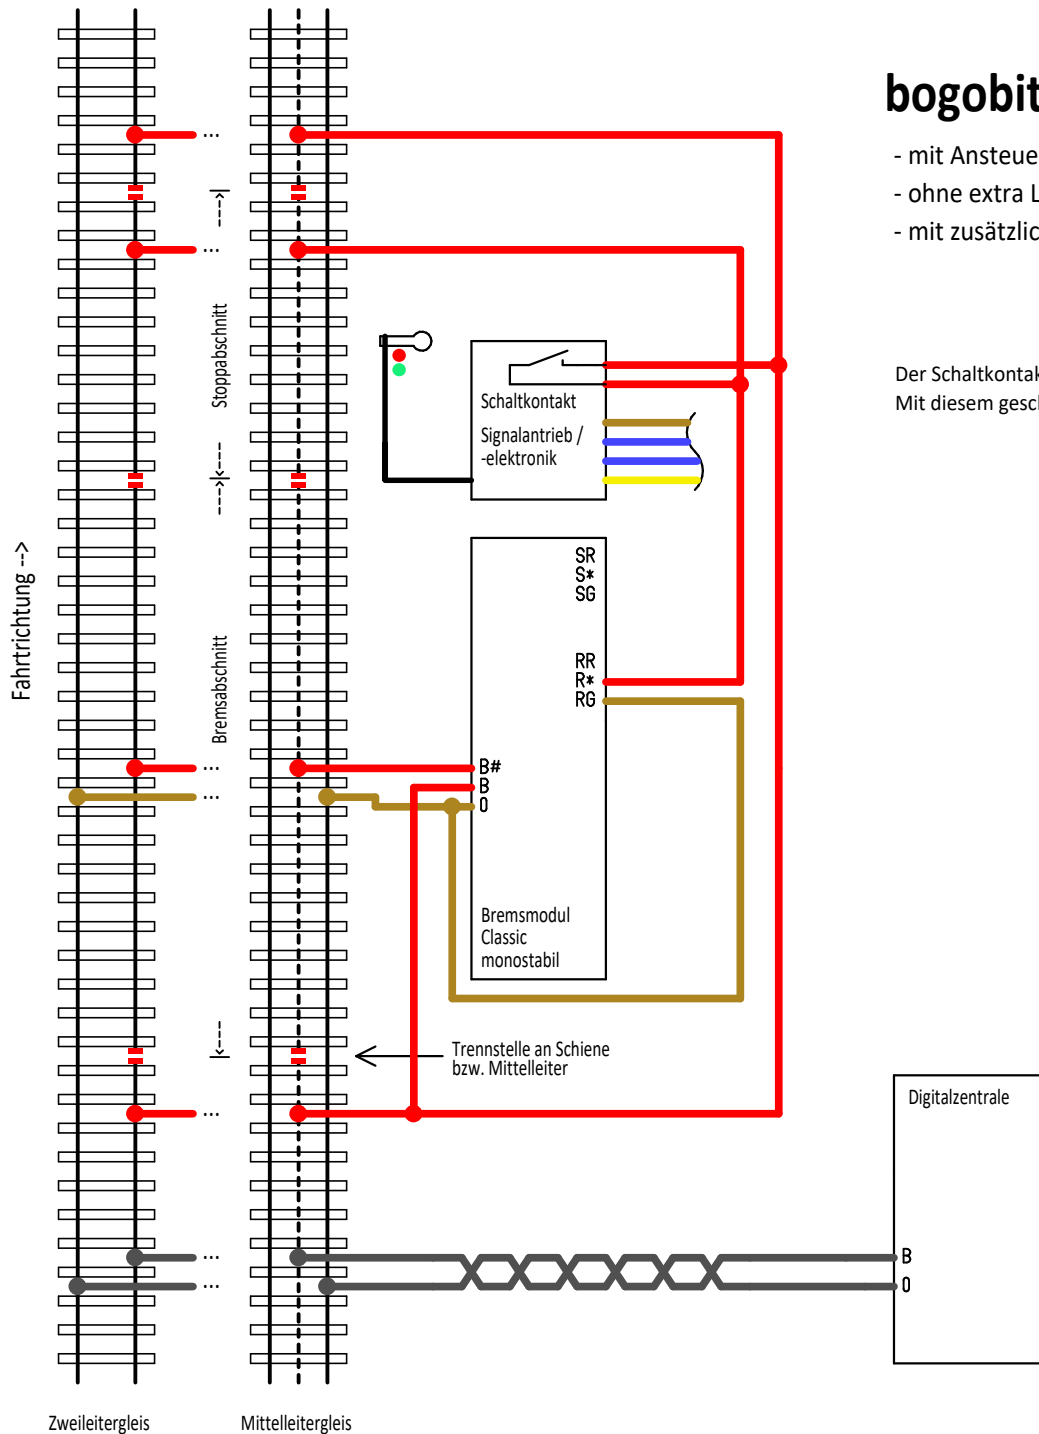 bogobit
- mit Ansteue
- ohne extra L
- mit zusätzlic
Der Schaltkontak
Mit diesem gesch
...
...
Stoppabschnitt
Schaltkontakt
Signalantrieb /
-elektronik
Fahrtrichtung -->
Bremsabschnitt
SR
S*
SG
RR
R*
RG
...
...
B#
B
0
Bremsmodul
Classic
monostabil
Trennstelle an Schiene
bzw. Mittelleiter
...
Digitalzentrale
...
...
B
0
Zweileitergleis
Mittelleitergleis